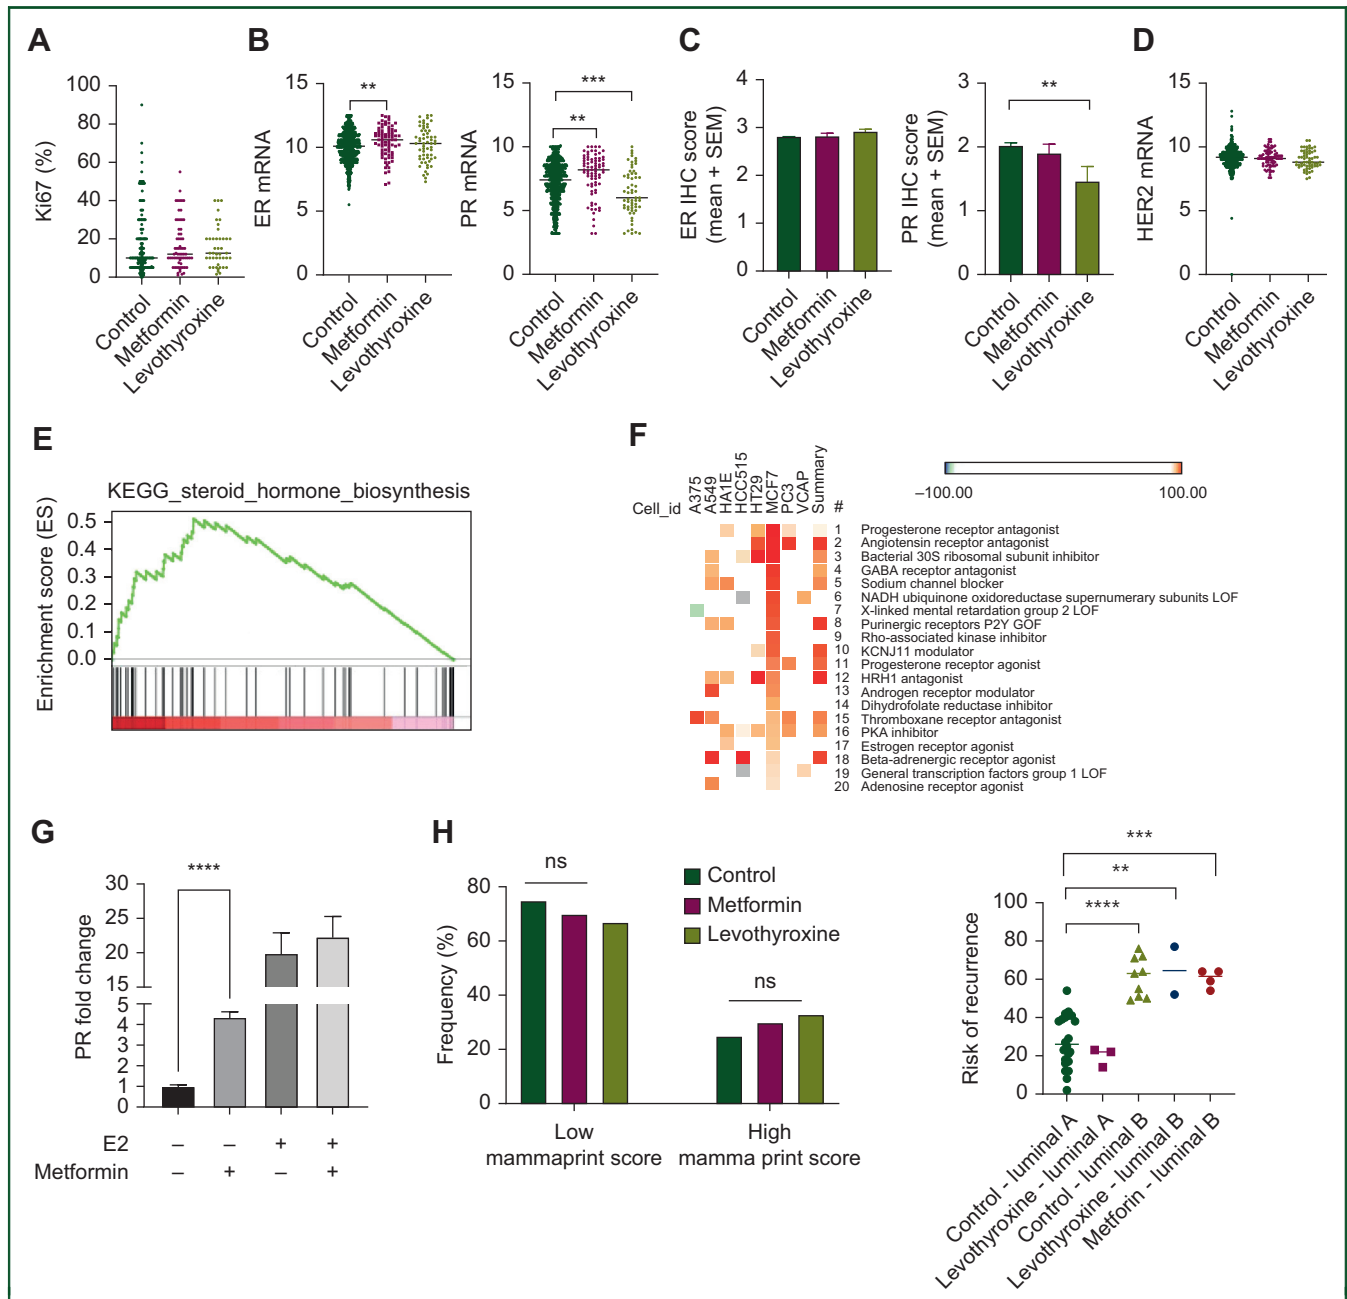 A
Ki67 (%)
100
80
60
40
20
0
Control
Metformin
Levothyroxine
B
ER mRNA
15
10
5
0
**
Control
Metformin
Levothyroxine
PR mRNA
15
10
5
0
***
**
Control
Metformin
Levothyroxine
C
ER IHC score
(mean + SEM)
4
3
2
1
0
Control
Metformin
Levothyroxine
PR IHC score
(mean + SEM)
3
2
1
0
**
Control
Metformin
Levothyroxine
D
HER2 mRNA
15
10
5
0
Control
Metformin
Levothyroxine
E
KEGG_steroid_hormone_biosynthesis
Enrichment score (ES)
0.5
0.4
0.3
0.2
0.1
0.0
F
–100.00
100.00
Cell_id
A375
A549
HA1E
HCC515
HT29
MCF7
PC3
VCAP
Summary
#
1 Progesterone receptor antagonist
2 Angiotensin receptor antagonist
3 Bacterial 30S ribosomal subunit inhibitor
4 GABA receptor antagonist
5 Sodium channel blocker
6 NADH ubiquinone oxidoreductase supernumerary subunits LOF
7 X-linked mental retardation group 2 LOF
8 Purinergic receptors P2Y GOF
9 Rho-associated kinase inhibitor
10 KCNJ11 modulator
11 Progesterone receptor agonist
12 HRH1 antagonist
13 Androgen receptor modulator
14 Dihydrofolate reductase inhibitor
15 Thromboxane receptor antagonist
16 PKA inhibitor
17 Estrogen receptor agonist
18 Beta-adrenergic receptor agonist
19 General transcription factors group 1 LOF
20 Adenosine receptor agonist
G
PR fold change
30
25
20
15
5
4
3
2
1
0
****
E2 – – + +
Metformin – + – +
H
Frequency (%)
80
60
40
20
0
ns
ns
Control
Metformin
Levothyroxine
Low
mammaprint score
High
mamma print score
Risk of recurrence
100
80
60
40
20
0
***
**
****
Control - luminal A
Levothyroxine - luminal A
Control - luminal B
Levothyroxine - luminal B
Metforin - luminal B